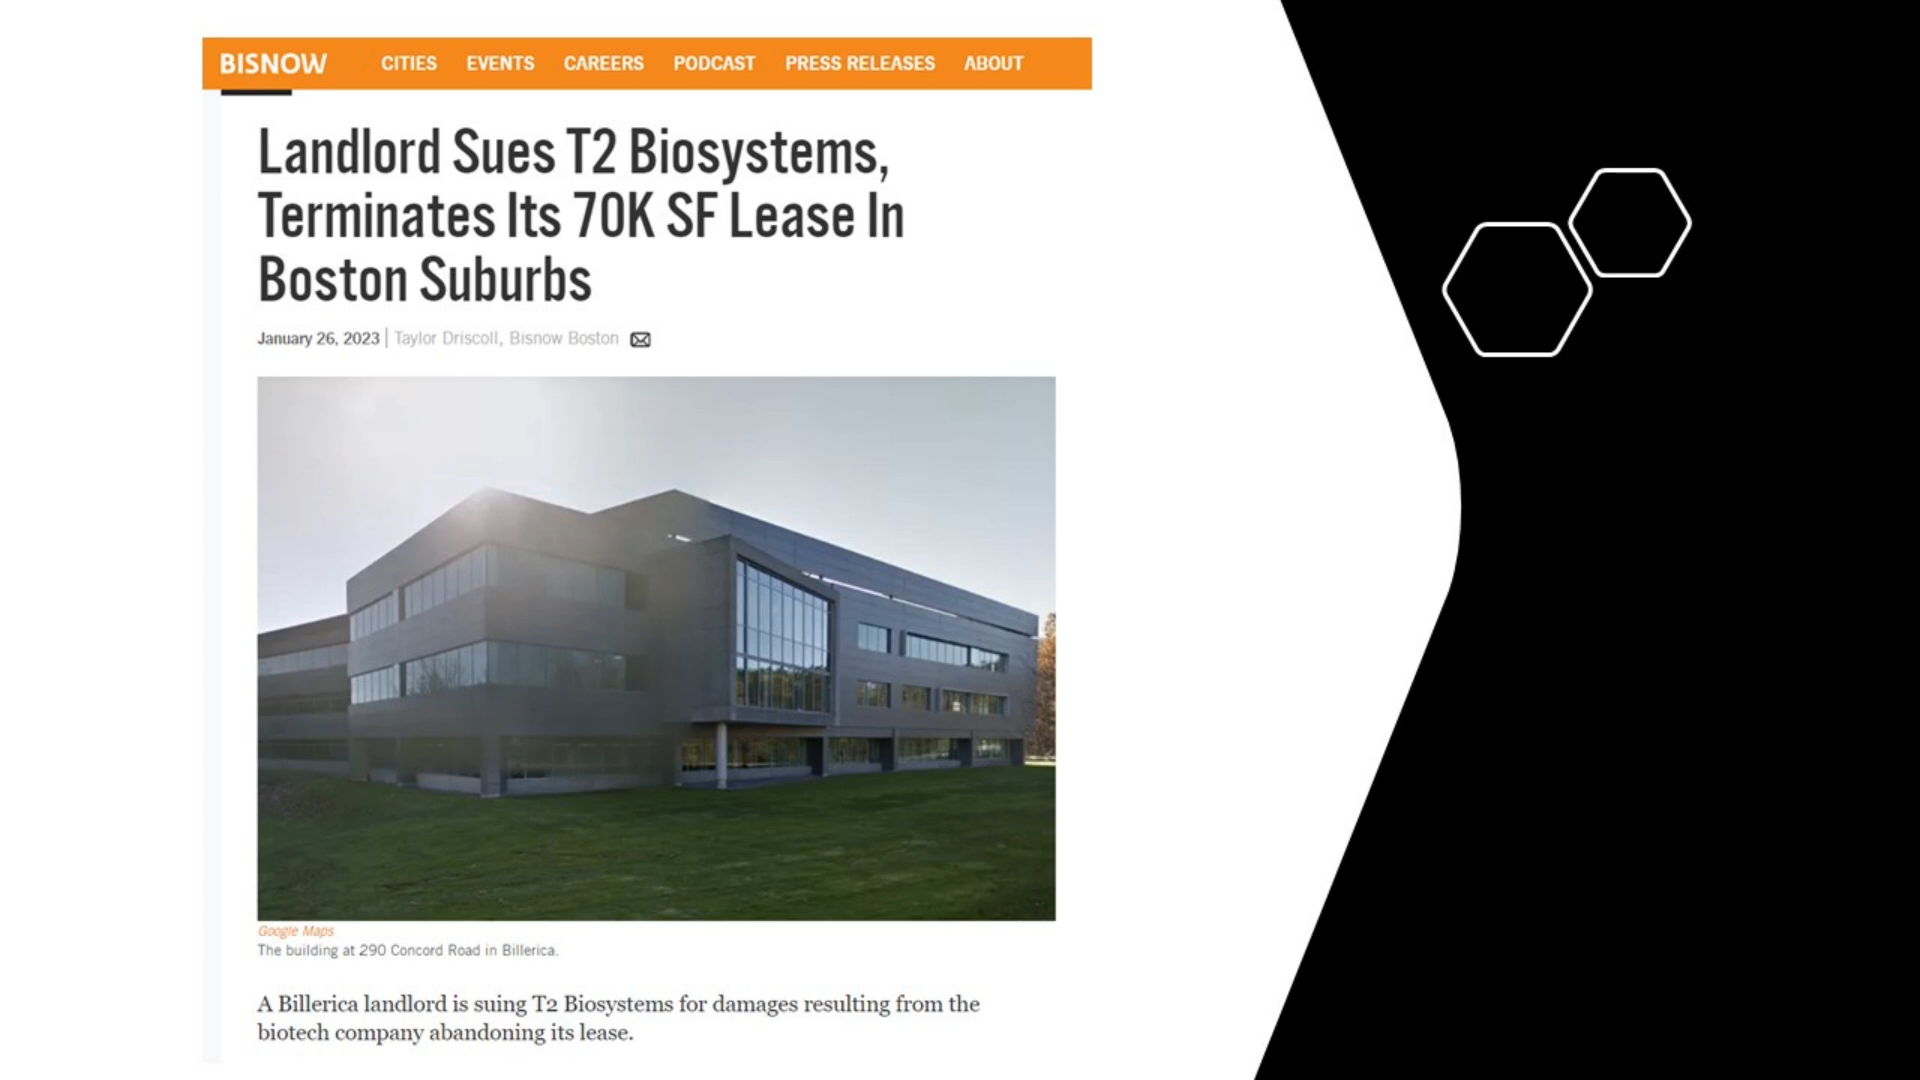 BISNOW CITIES EVENTS CAREERS PODCAST PRESS RELEASES ABOUT
Landlord Sues T2 Biosystems,
Terminates Its 70K SF Lease In
Boston Suburbs
January 26, 2023 | Taylor Driscoll, Bisnow Boston
Google Maps
The building at 290 Concord Road in Billerica.
A Billerica landlord is suing T2 Biosystems for damages resulting from the
biotech company abandoning its lease.